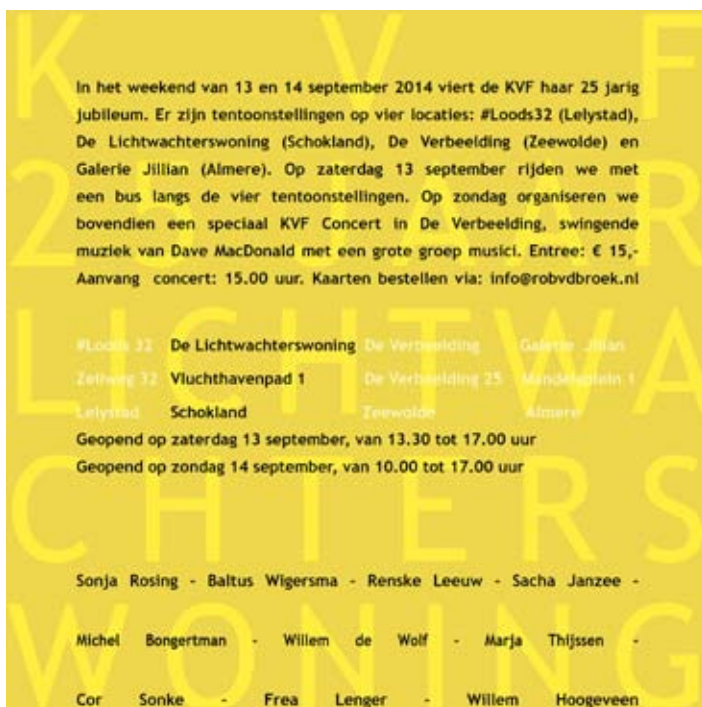 K V F
In het weekend van 13 en 14 september 2014 viert de KVF haar 25 jarig
jubileum. Er zijn tentoonstellingen op vier locaties: #Loods32 (Lelystad),
De Lichtwachterswoning (Schokland), De Verbeelding (Zeewolde) en
Galerie Jillian (Almere). Op zaterdag 13 september rijden we met
een bus langs de vier tentoonstellingen. Op zondag organiseren we
bovendien een speciaal KVF Concert in De Verbeelding, swingende
muziek van Dave MacDonald met een grote groep musici. Entree: € 15,-
Aanvang concert: 15.00 uur. Kaarten bestellen via: info@robvdbroek.nl
25 JAAR
#Loods 32 De Lichtwachterswoning De Verbeelding Galerie Jilian
Zeilweg 32 Vluchthavenpad 1 De Verbeelding 25 Mandelaplein 1
Lelystad Schokland Zeewolde Almere
LICHTWA
Geopend op zaterdag 13 september, van 13.30 tot 17.00 uur
Geopend op zondag 14 september, van 10.00 tot 17.00 uur
CHTERS
Sonja Rosing - Baltus Wigersma - Renske Leeuw - Sacha Janzee -
Michel Bongertman - Willem de Wolf - Marja Thijssen -
WONING
Cor Sonke - Frea Lenger - Willem Hoogeveen